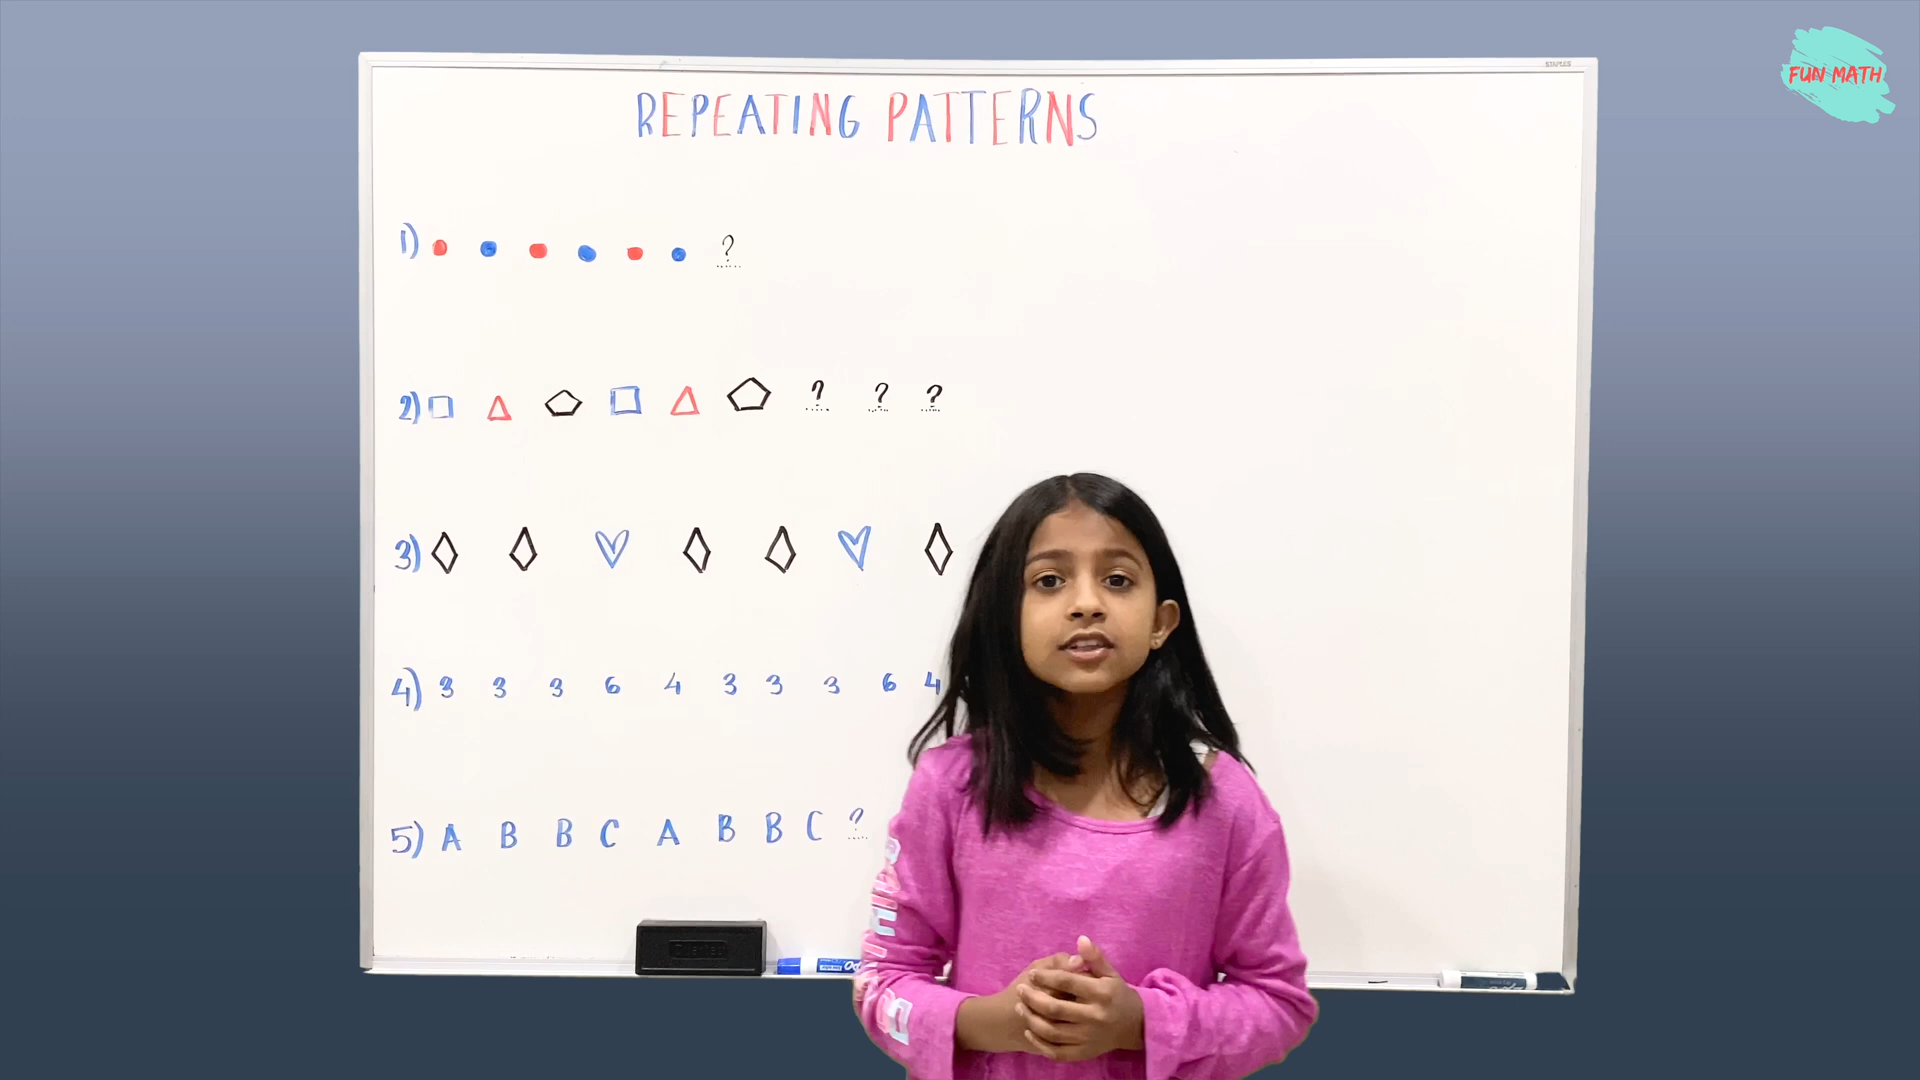 REPEATING PATTERNS
FUN MATH
STAPLES
1) ?
2) ? ? ?
3)
4) 3 3 3 6 4 3 3 3 6 4
5) A B B C A B B C ?